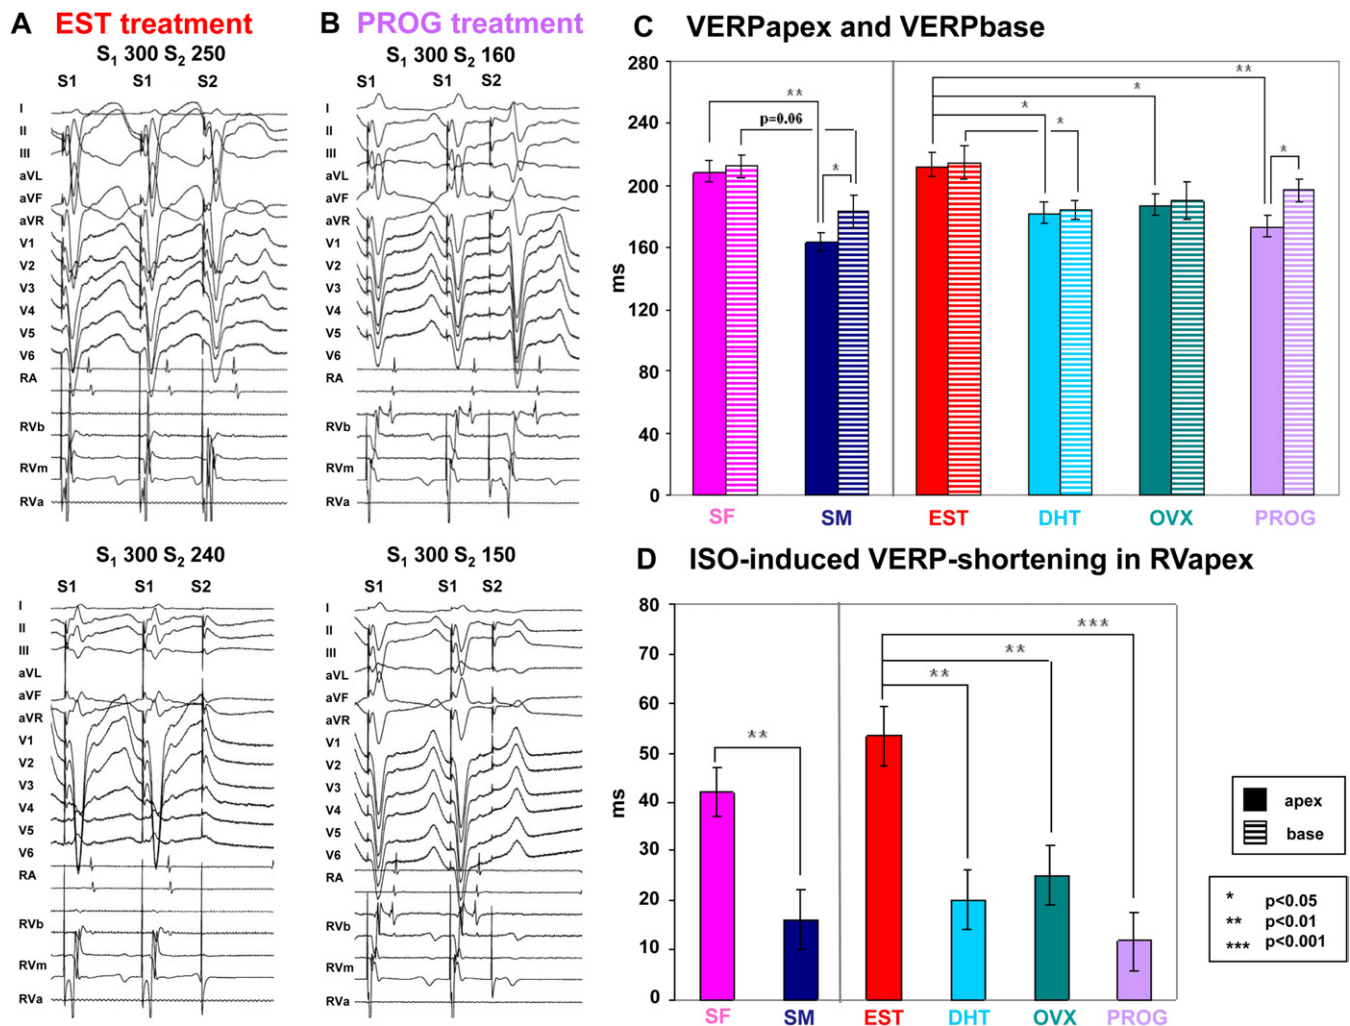 A EST treatment
S1 300 S2 250
S1 S1 S2
I
II
III
aVL
aVF
aVR
V1
V2
V3
V4
V5
V6
RA
RVb
RVm
RVa
S1 300 S2 240
S1 S1 S2
I
II
III
aVL
aVF
aVR
V1
V2
V3
V4
V5
V6
RA
RVb
RVm
RVa
B PROG treatment
S1 300 S2 160
S1 S1 S2
I
II
III
aVL
aVF
aVR
V1
V2
V3
V4
V5
V6
RA
RVb
RVm
RVa
S1 300 S2 150
S1 S1 S2
I
II
III
aVL
aVF
aVR
V1
V2
V3
V4
V5
V6
RA
RVb
RVm
RVa
C VERPapex and VERPbase
280
240
200
160
120
80
40
0
ms
**
p=0.06
*
**
*
*
*
*
SF SM EST DHT OVX PROG
D ISO-induced VERP-shortening in RVapex
80
70
60
50
40
30
20
10
0
ms
***
**
**
**
SF SM EST DHT OVX PROG
apex
base
* p<0.05
** p<0.01
*** p<0.001